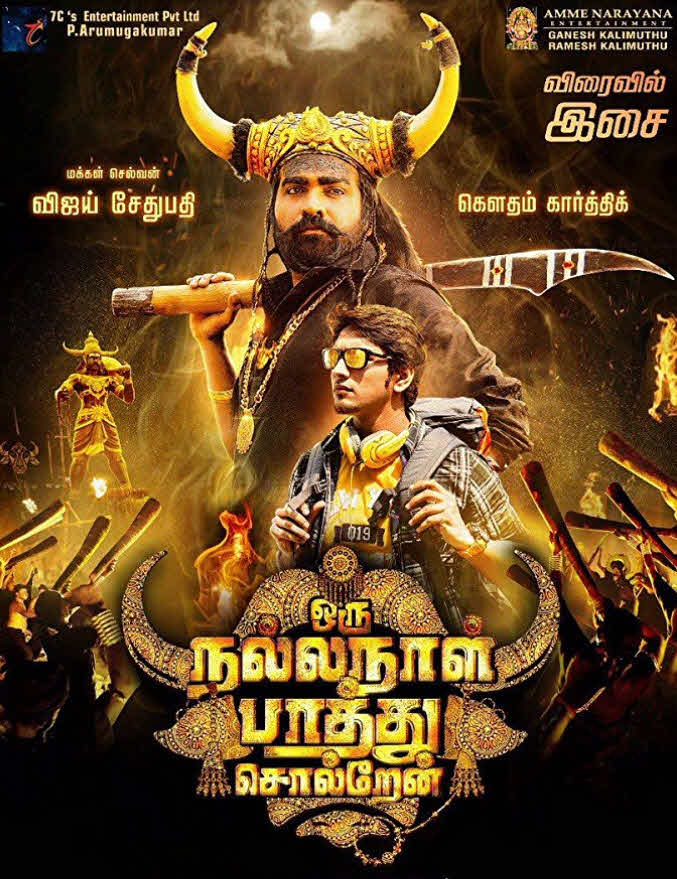 7C's Entertainment Pvt Ltd
P.Arumugakumar
AMME NARAYANA
ENTERTAINMENT
GANESH KALIMUTHU
RAMESH KALIMUTHU
விரைவில்
இசை
மக்கள் செல்வன்
விஜய் சேதுபதி
கௌதம் கார்த்திக்
019
ஒரு
நல்லநாள்
பாத்து
சொல்றேன்